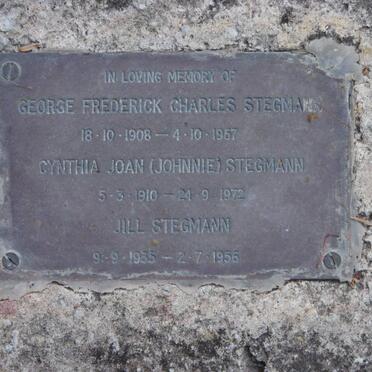 IN LOVING MEMORY OF
GEORGE FREDERICK CHARLES STEGMANN
18·10·1908 — 4·10·1957
CYNTHIA JOAN (JOHNNIE) STEGMANN
5·3·1910 — 24·9·1972
JILL STEGMANN
9·9·1935 — 2·7·1956